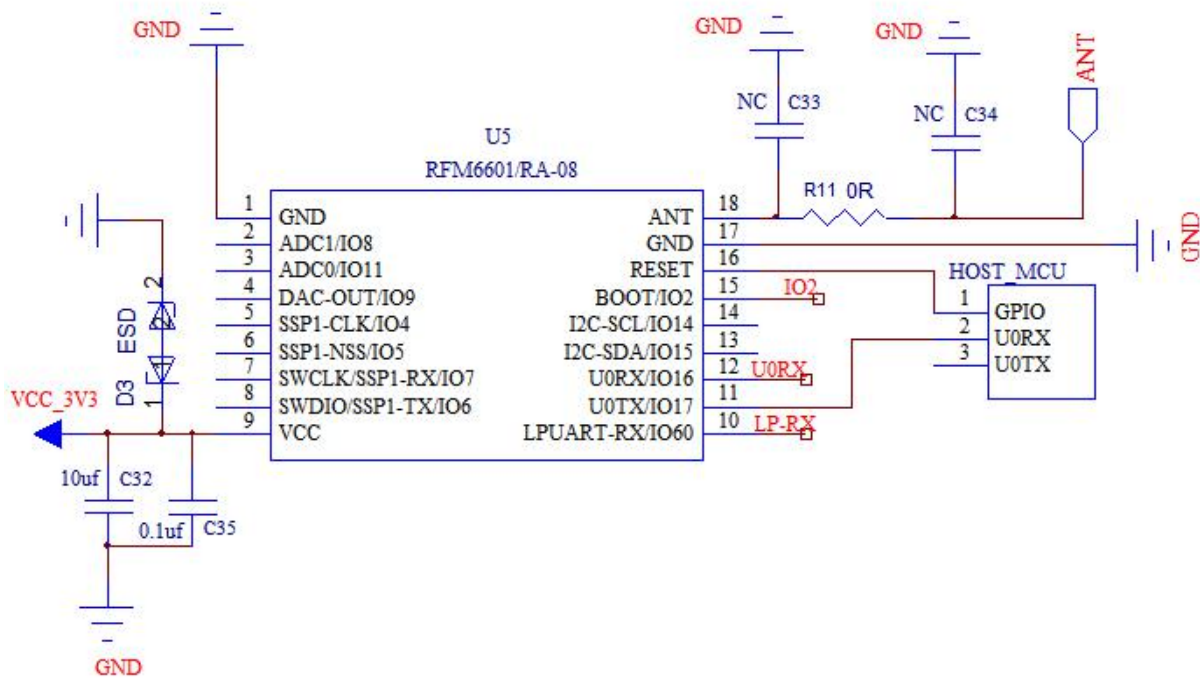 GND
GND
GND
ANT
NC C33
NC C34
U5
RFM6601/RA-08
R11 0R
1 GND
2 ADC1/IO8
3 ADC0/IO11
4 DAC-OUT/IO9
5 SSP1-CLK/IO4
6 SSP1-NSS/IO5
7 SWCLK/SSP1-RX/IO7
8 SWDIO/SSP1-TX/IO6
9 VCC
ANT 18
GND 17
RESET 16
BOOT/IO2 15
I2C-SCL/IO14 14
I2C-SDA/IO15 13
U0RX/IO16 12
U0TX/IO17 11
LPUART-RX/IO60 10
IO2
U0RX
LP-RX
GND
HOST_MCU
1 GPIO
2 U0RX
3 U0TX
2
2
ESD
1
D3
1
VCC_3V3
10uf C32
0.1uf C35
GND